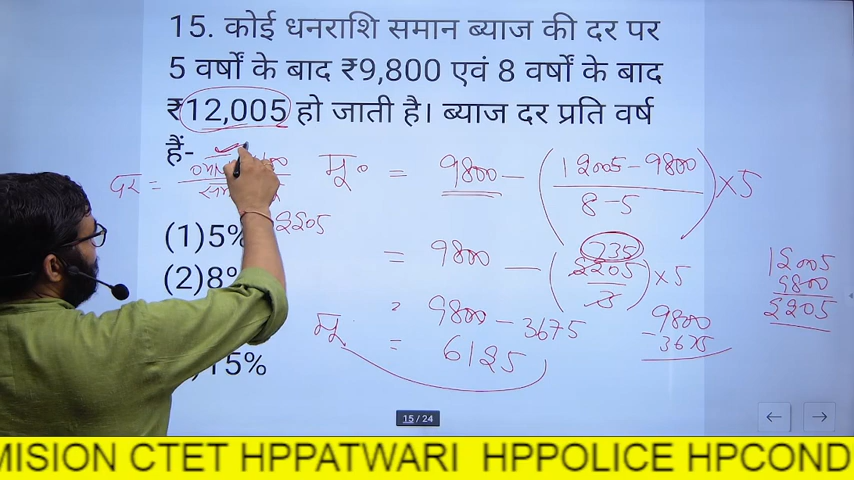 15. कोई धनराशि समान ब्याज की दर पर
5 वर्षों के बाद ₹9,800 एवं 8 वर्षों के बाद
₹12,005 हो जाती है। ब्याज दर प्रति वर्ष
हैं-
दर =
मू० = 9800 - (12005-9800 / 8-5) ×5
(1)5%
2205
= 9800 - (2205 / 3) ×5
735
12005
9800
2205
(2)8%
= 9800 - 3675
9800
-3675
मू = 6125
15%
15 / 24
MISION CTET HPPATWARI HPPOLICE HPCOND